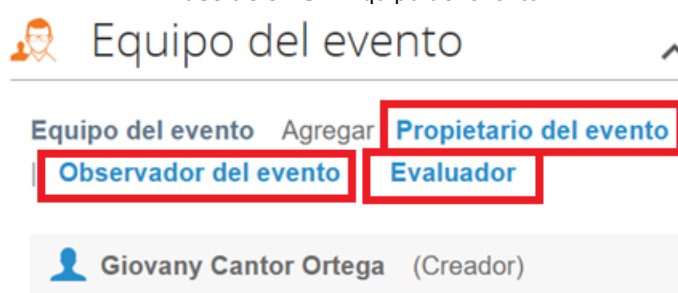 Equipo del evento
Equipo del evento Agregar Propietario del evento
| Observador del evento Evaluador
Giovany Cantor Ortega (Creador)